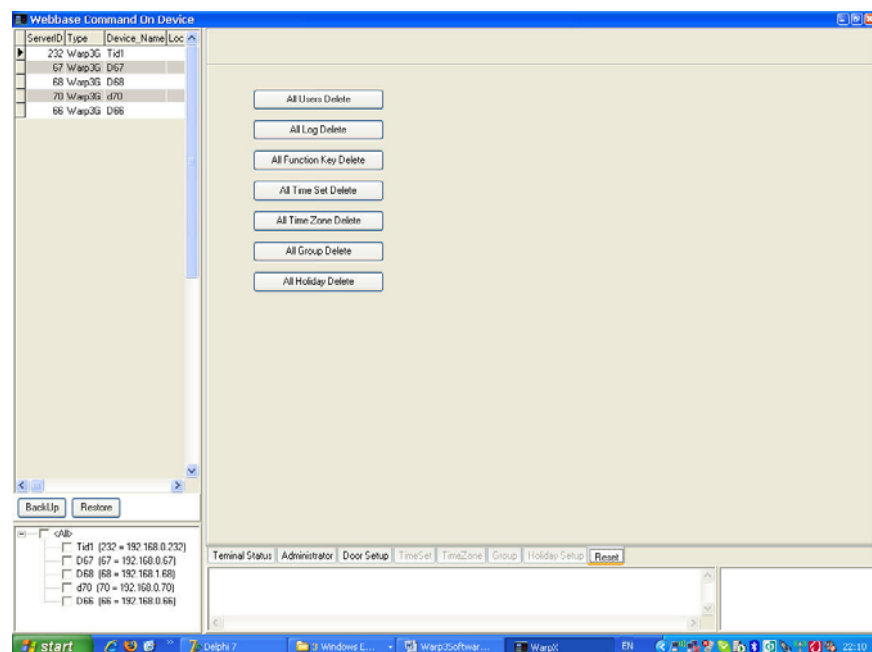 Webbase Command On Device
ServerID Type Device_Name Loc
232 Warp3G Tid1
67 Warp3G D67
68 Warp3G D68
70 Warp3G d70
66 Warp3G D66
All Users Delete
All Log Delete
All Function Key Delete
All Time Set Delete
All Time Zone Delete
All Group Delete
All Holiday Delete
BackUp Restore
<All>
Tid1 (232 = 192.168.0.232)
D67 (67 = 192.168.0.67)
D68 (68 = 192.168.1.68)
d70 (70 = 192.168.0.70)
D66 (66 = 192.168.0.66)
Teminal Status Administrator Door Setup TimeSet TimeZone Group Holiday Setup Reset
start Delphi 7 3 Windows E... Warp3Softwar... WarpX EN 22:10